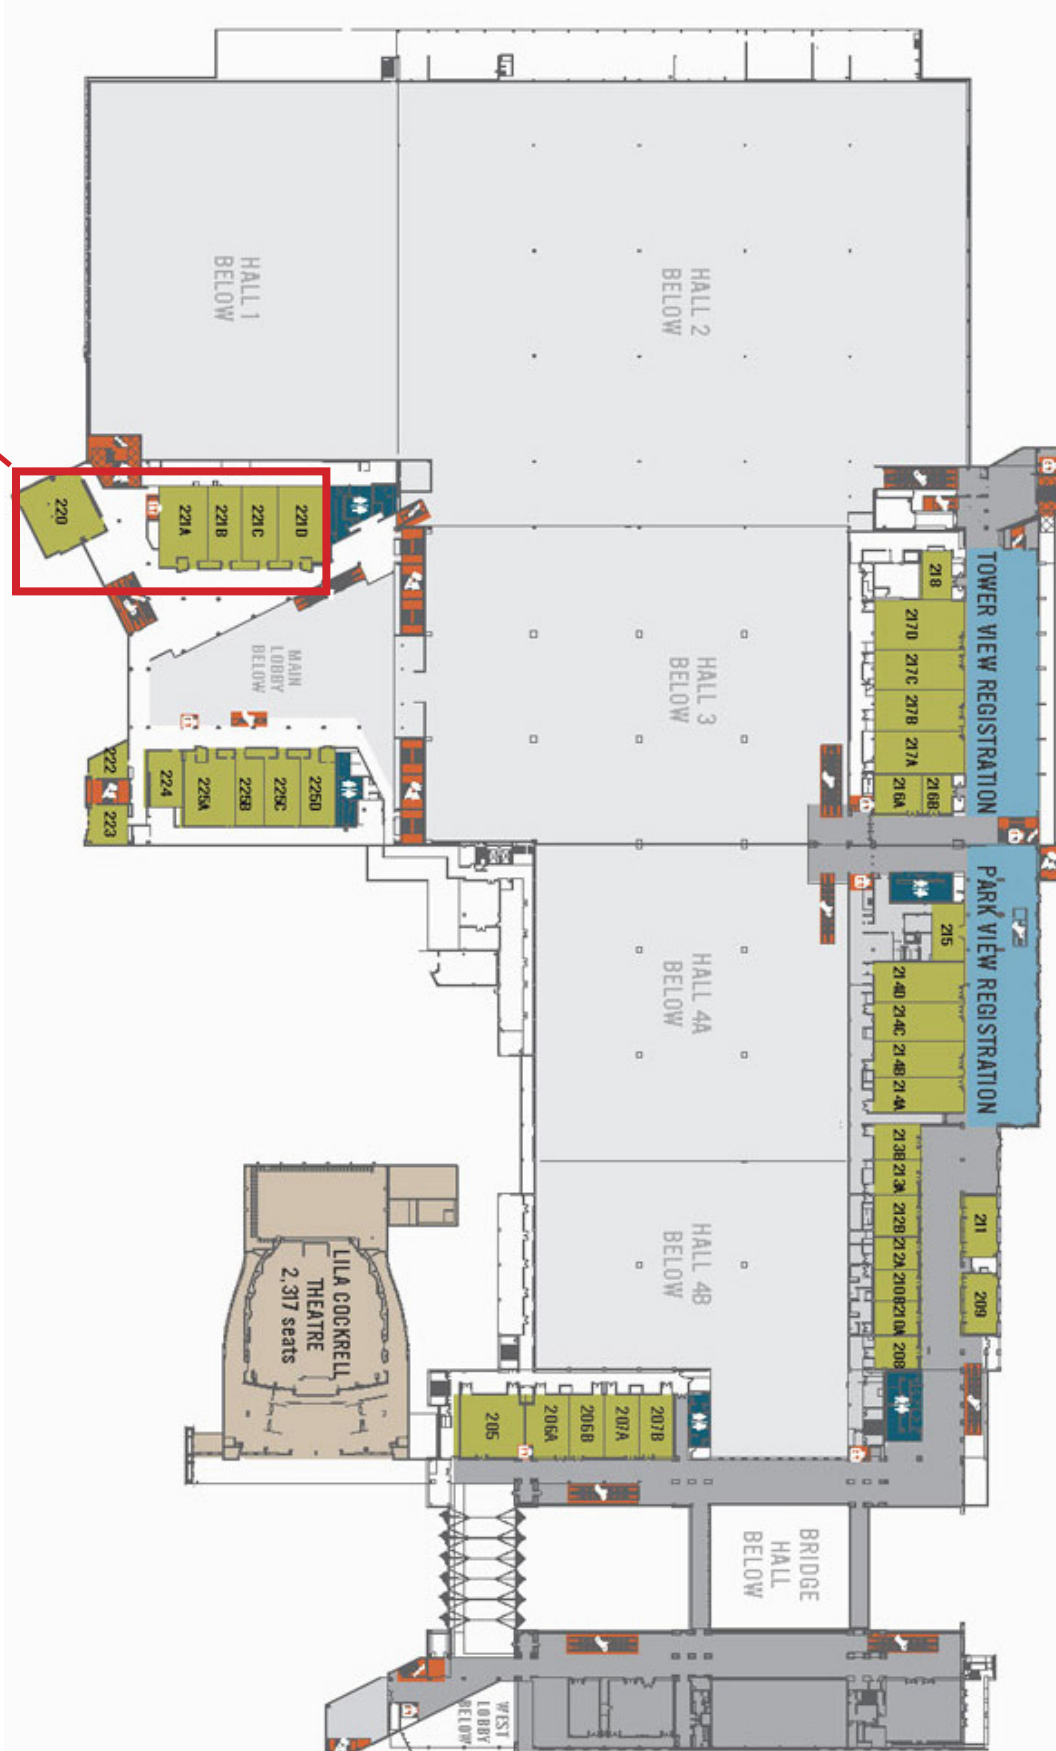 HALL 1
BELOW
HALL 2
BELOW
220
221A
221B
221C
221D
218
TOWER VIEW REGISTRATION
217D
217C
217B
217A
216A
216B
HALL 3
BELOW
MAIN
LOBBY
BELOW
222
223
224
225A
225B
225C
225D
PARK VIEW REGISTRATION
215
214D
214C
214B
214A
HALL 4A
BELOW
213B
213A
212B
212A
210B
210A
208
211
209
HALL 4B
BELOW
LILA COCKRELL
THEATRE
2,317 seats
205
206A
206B
207A
207B
BRIDGE
HALL
BELOW
WEST
LOBBY
BELOW